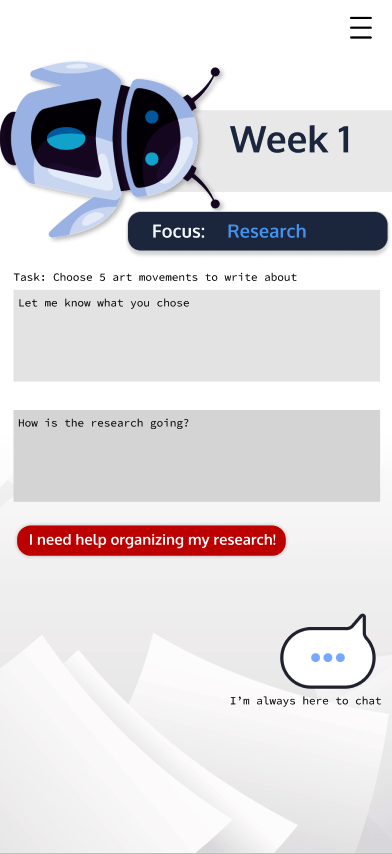 Week 1
Focus: Research
Task: Choose 5 art movements to write about
Let me know what you chose
How is the research going?
I need help organizing my research!
I’m always here to chat